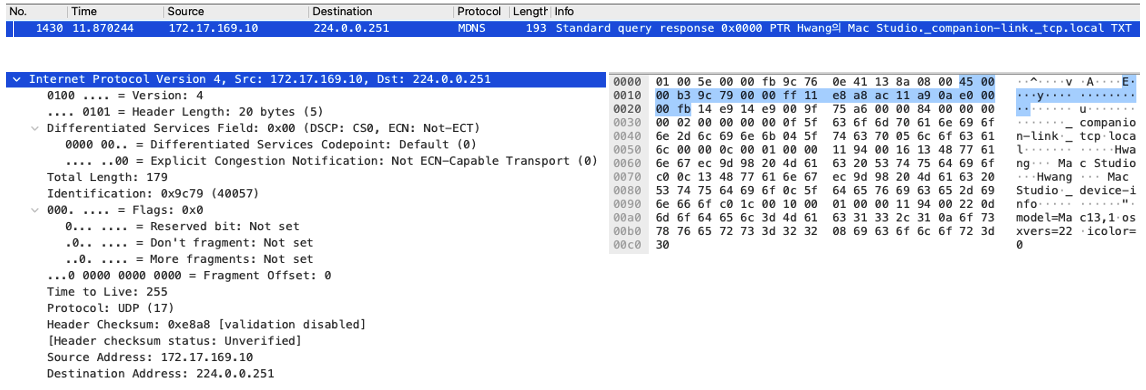 No. Time Source Destination Protocol Length Info
1430 11.870244 172.17.169.10 224.0.0.251 MDNS 193 Standard query response 0x0000 PTR Hwang의 Mac Studio._companion-link._tcp.local TXT
Internet Protocol Version 4, Src: 172.17.169.10, Dst: 224.0.0.251
0100 .... = Version: 4
.... 0101 = Header Length: 20 bytes (5)
Differentiated Services Field: 0x00 (DSCP: CS0, ECN: Not-ECT)
0000 00.. = Differentiated Services Codepoint: Default (0)
.... ..00 = Explicit Congestion Notification: Not ECN-Capable Transport (0)
Total Length: 179
Identification: 0x9c79 (40057)
000. .... = Flags: 0x0
0... .... = Reserved bit: Not set
.0.. .... = Don't fragment: Not set
..0. .... = More fragments: Not set
...0 0000 0000 0000 = Fragment Offset: 0
Time to Live: 255
Protocol: UDP (17)
Header Checksum: 0xe8a8 [validation disabled]
[Header checksum status: Unverified]
Source Address: 172.17.169.10
Destination Address: 224.0.0.251
0000 01 00 5e 00 00 fb 9c 76 0e 41 13 8a 08 00 45 00 ··^····v ·A····E·
0010 00 b3 9c 79 00 00 ff 11 e8 a8 ac 11 a9 0a e0 00 ···y···· ········
0020 00 fb 14 e9 14 e9 00 9f 75 a6 00 00 84 00 00 00 ········ u·······
0030 00 02 00 00 00 00 0f 5f 63 6f 6d 70 61 6e 69 6f ·······_ companio
0040 6e 2d 6c 69 6e 6b 04 5f 74 63 70 05 6c 6f 63 61 n-link·_ tcp·loca
0050 6c 00 00 0c 00 01 00 00 11 94 00 16 13 48 77 61 l······· ·····Hwa
0060 6e 67 ec 9d 98 20 4d 61 63 20 53 74 75 64 69 6f ng··· Ma c Studio
0070 c0 0c 13 48 77 61 6e 67 ec 9d 98 20 4d 61 63 20 ···Hwang ··· Mac
0080 53 74 75 64 69 6f 0c 5f 64 65 76 69 63 65 2d 69 Studio·_ device-i
0090 6e 66 6f c0 1c 00 10 00 01 00 00 11 94 00 22 0d nfo····· ······"·
00a0 6d 6f 64 65 6c 3d 4d 61 63 31 33 2c 31 0a 6f 73 model=Ma c13,1·os
00b0 78 76 65 72 73 3d 32 32 08 69 63 6f 6c 6f 72 3d xvers=22 ·icolor=
00c0 30 0